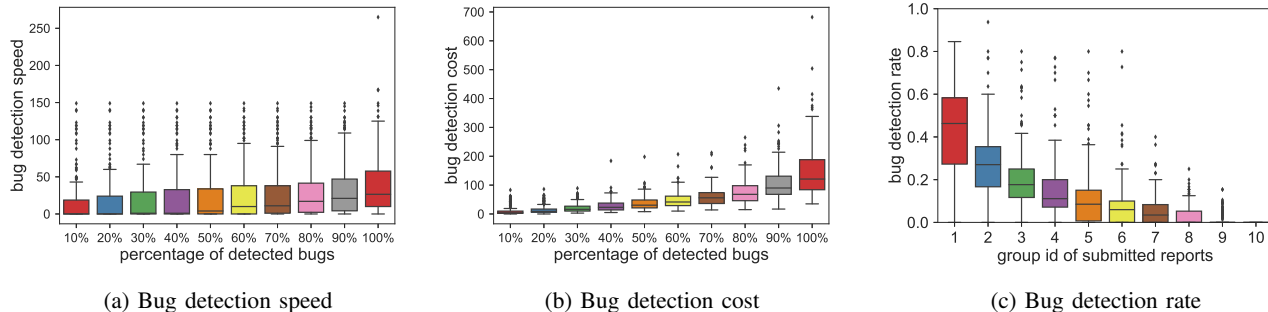 bug detection speed
250
200
150
100
50
0
10% 20% 30% 40% 50% 60% 70% 80% 90% 100%
percentage of detected bugs
(a) Bug detection speed
bug detection cost
700
600
500
400
300
200
100
0
10% 20% 30% 40% 50% 60% 70% 80% 90% 100%
percentage of detected bugs
(b) Bug detection cost
bug detection rate
1.0
0.8
0.6
0.4
0.2
0.0
1 2 3 4 5 6 7 8 9 10
group id of submitted reports
(c) Bug detection rate